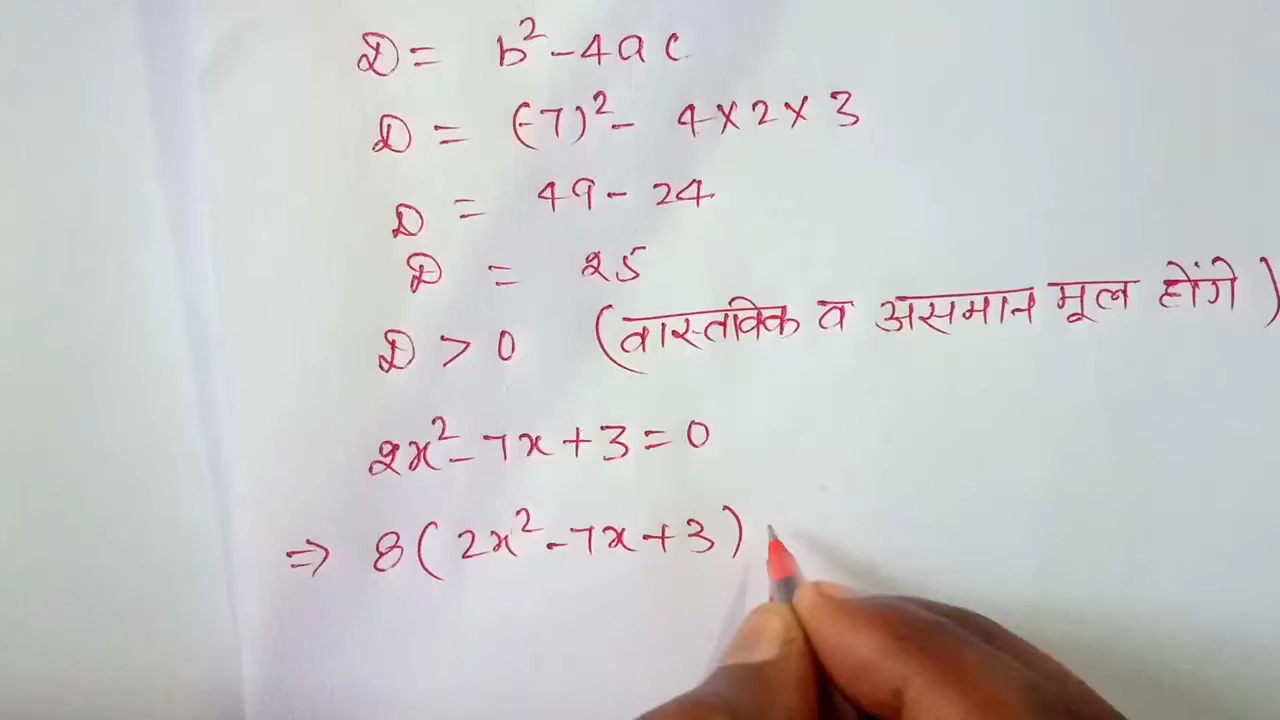 D = b² - 4ac
D = (-7)² - 4×2×3
D = 49 - 24
D = 25
D > 0 (वास्तविक व असमान मूल होंगे)
2x² - 7x + 3 = 0
⇒ 8(2x² - 7x + 3)